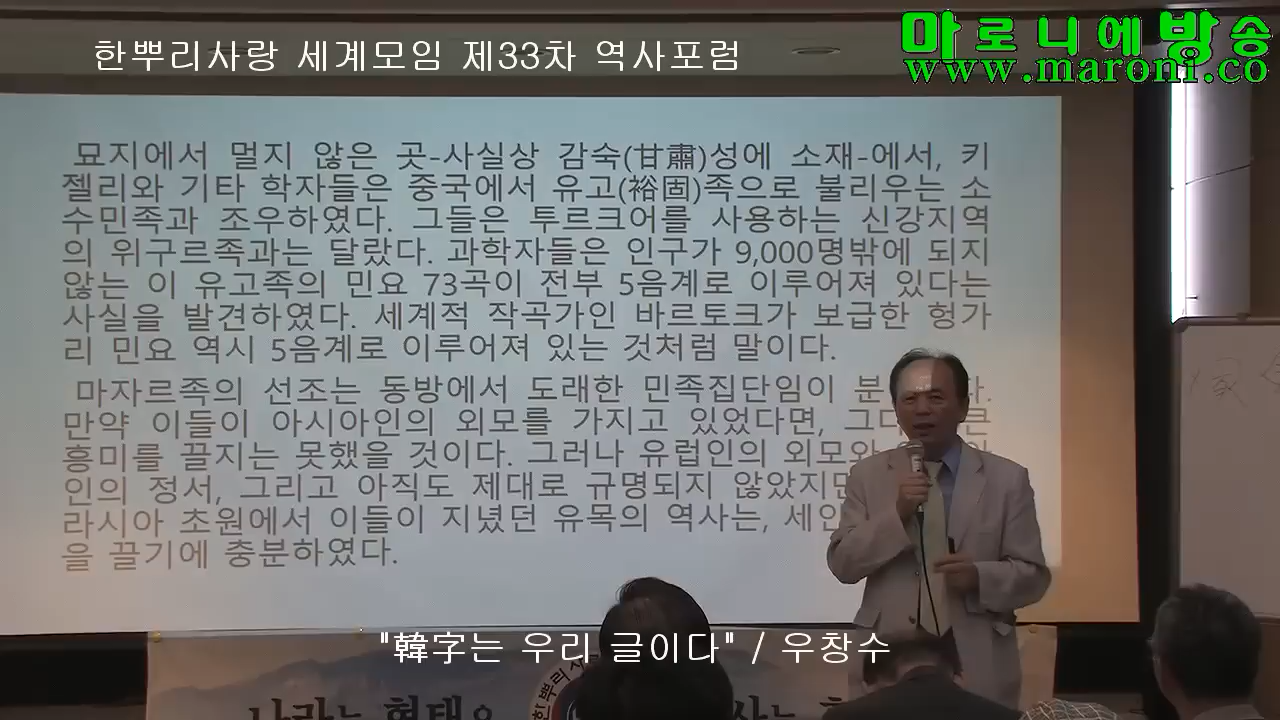 한뿌리사랑 세계모임 제33차 역사포럼
마로니에방송
www.maroni.co
묘지에서 멀지 않은 곳-사실상 감숙(甘肅)성에 소재-에서, 키
젤리와 기타 학자들은 중국에서 유고(裕固)족으로 불리우는 소
수민족과 조우하였다. 그들은 투르크어를 사용하는 신강지역
의 위구르족과는 달랐다. 과학자들은 인구가 9,000명밖에 되지
않는 이 유고족의 민요 73곡이 전부 5음계로 이루어져 있다는
사실을 발견하였다. 세계적 작곡가인 바르토크가 보급한 헝가
리 민요 역시 5음계로 이루어져 있는 것처럼 말이다.
마자르족의 선조는 동방에서 도래한 민족집단임이
만약 이들이 아시아인의 외모를 가지고 있었다면,
흥미를 끌지는 못했을 것이다. 그러나 유럽인의 외모와
인의 정서, 그리고 아직도 제대로 규명되지
라시아 초원에서 이들이 지녔던 유목의 역사는,
을 끌기에 충분하였다.
"韓字는 우리 글이다" / 우창수
나라는 형태요
한뿌리사